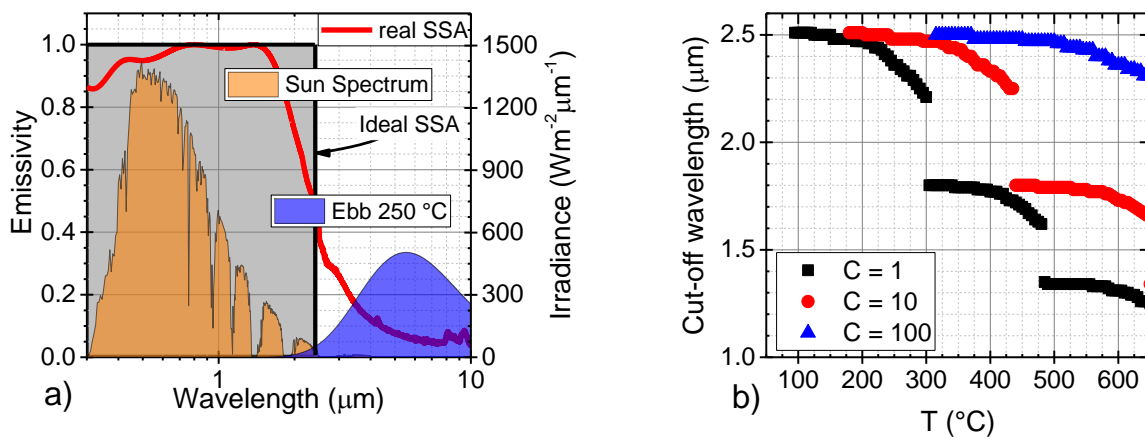 real SSA
Sun Spectrum
Ideal SSA
Ebb 250 °C
Emissivity
1.0
0.8
0.6
0.4
0.2
0.0
1500
1200
900
600
300
0
Irradiance (Wm⁻²μm⁻¹)
1
10
Wavelength (μm)
a)
Cut-off wavelength (μm)
2.5
2.0
1.5
1.0
C = 1
C = 10
C = 100
100 200 300 400 500 600
T (°C)
b)